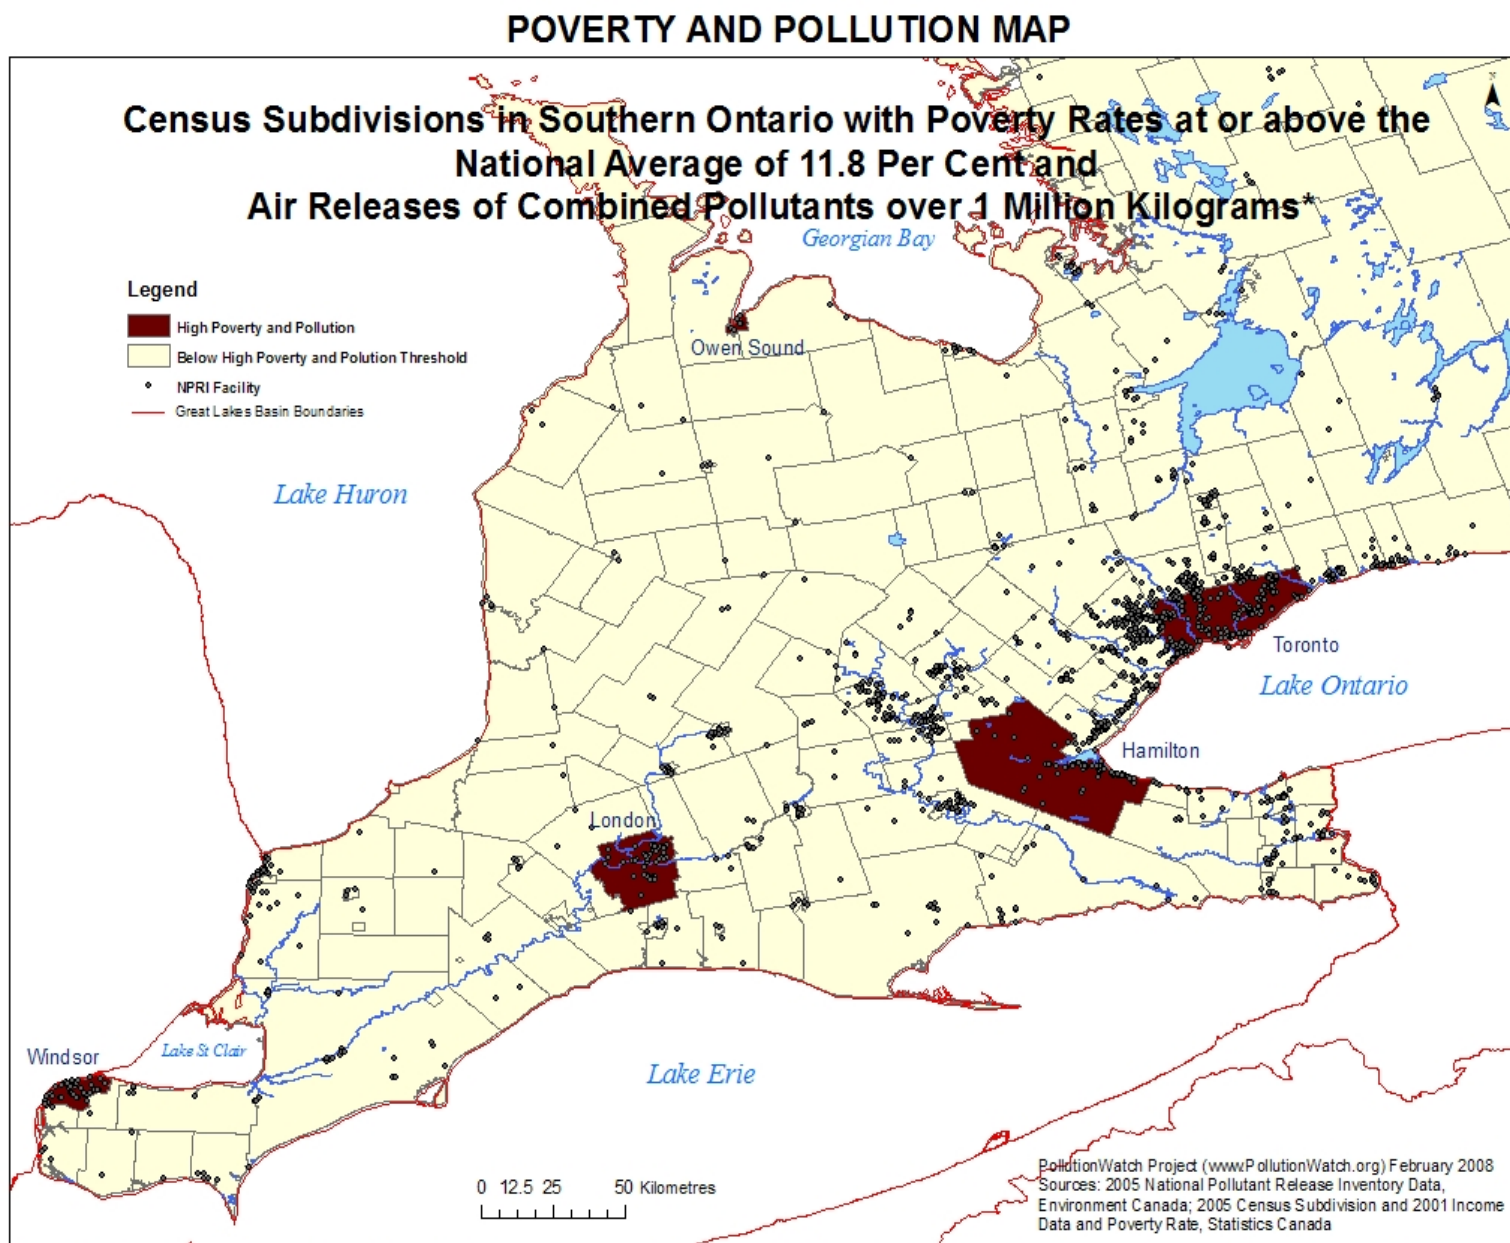 POVERTY AND POLLUTION MAP
Census Subdivisions in Southern Ontario with Poverty Rates at or above the
National Average of 11.8 Per Cent and
Air Releases of Combined Pollutants over 1 Million Kilograms*
N
Georgian Bay
Legend
High Poverty and Pollution
Below High Poverty and Polution Threshold
NPRI Facility
Great Lakes Basin Boundaries
Owen Sound
Lake Huron
Toronto
Lake Ontario
Hamilton
London
Windsor
Lake St Clair
Lake Erie
0 12.5 25 50 Kilometres
PollutionWatch Project (www.PollutionWatch.org) February 2008
Sources: 2005 National Pollutant Release Inventory Data,
Environment Canada; 2005 Census Subdivision and 2001 Income
Data and Poverty Rate, Statistics Canada